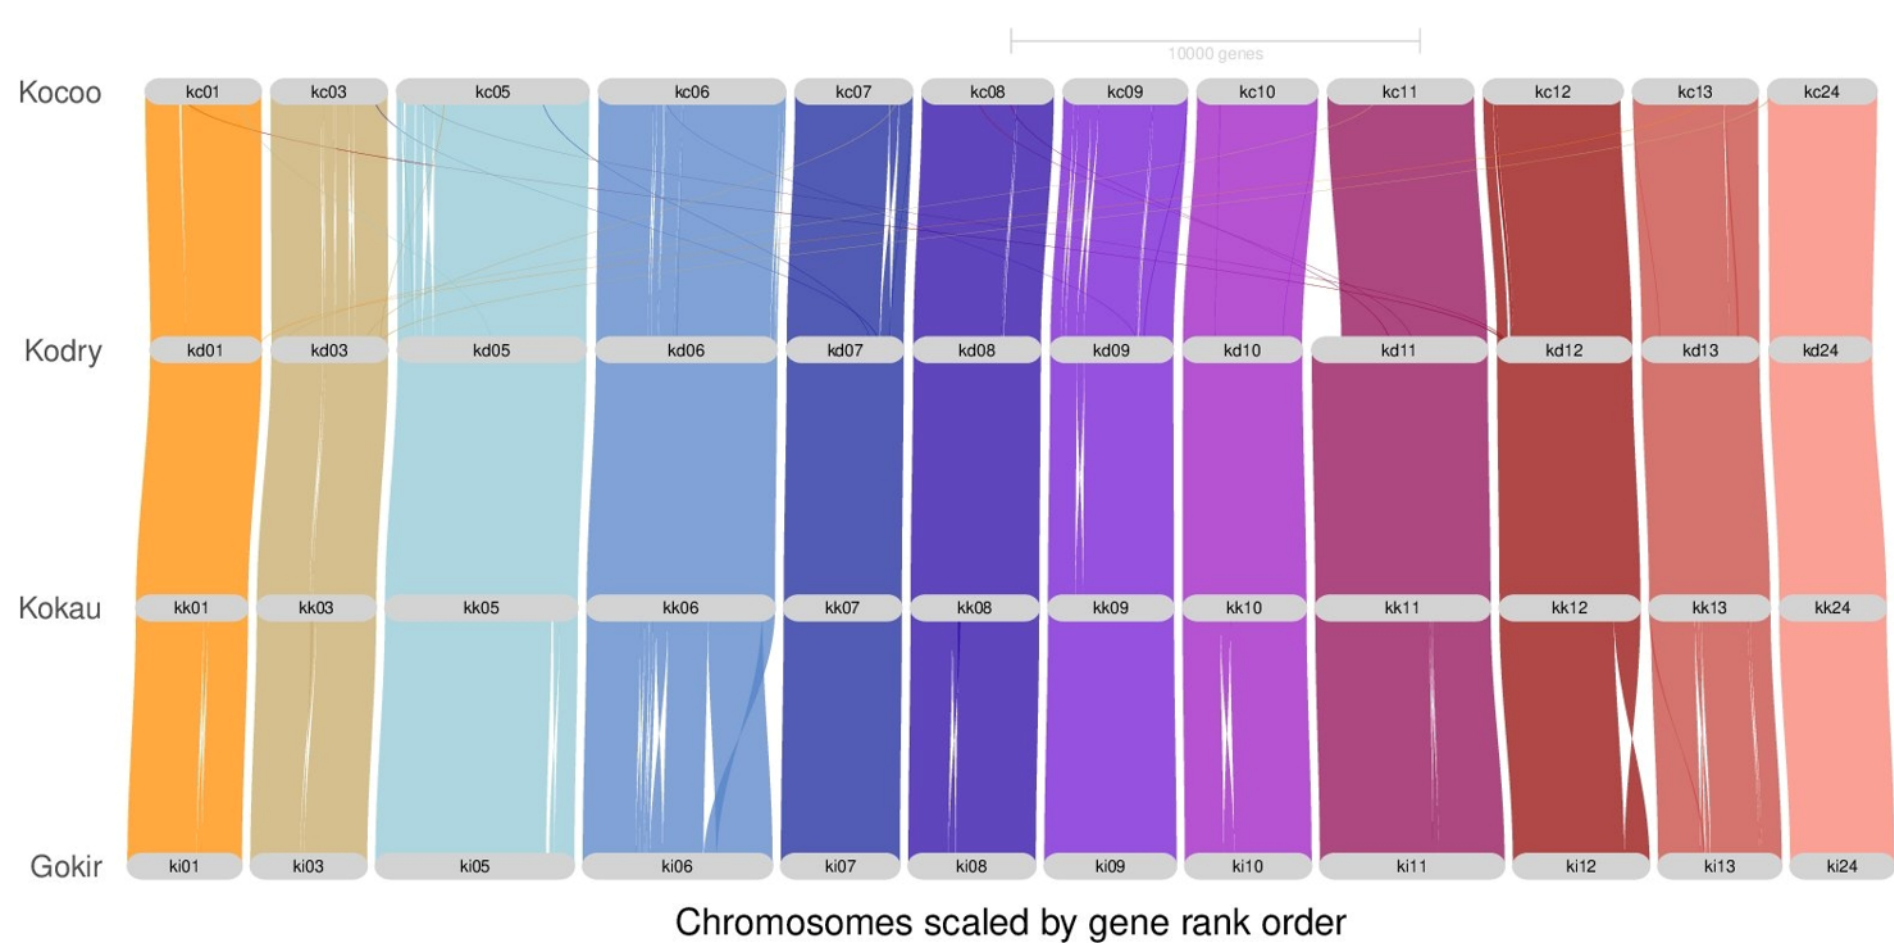 10000 genes
Kocoo kc01 kc03 kc05 kc06 kc07 kc08 kc09 kc10 kc11 kc12 kc13 kc24
Kodry kd01 kd03 kd05 kd06 kd07 kd08 kd09 kd10 kd11 kd12 kd13 kd24
Kokau kk01 kk03 kk05 kk06 kk07 kk08 kk09 kk10 kk11 kk12 kk13 kk24
Gokir ki01 ki03 ki05 ki06 ki07 ki08 ki09 ki10 ki11 ki12 ki13 ki24
Chromosomes scaled by gene rank order